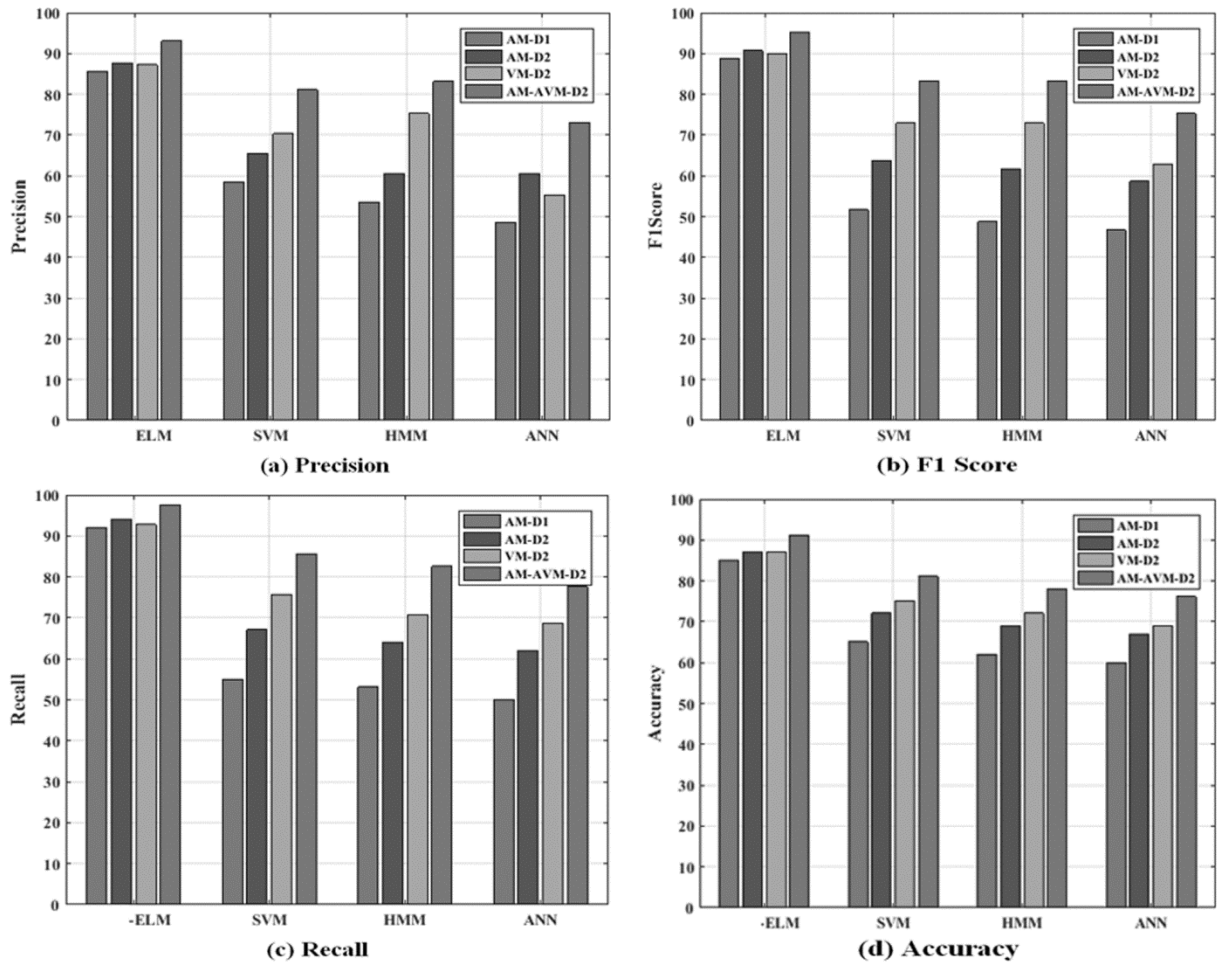 100
90
80
70
60
50
40
30
20
10
0
Precision
AM-D1
AM-D2
VM-D2
AM-AVM-D2
ELM SVM HMM ANN
(a) Precision
100
90
80
70
60
50
40
30
20
10
0
F1Score
AM-D1
AM-D2
VM-D2
AM-AVM-D2
ELM SVM HMM ANN
(b) F1 Score
100
90
80
70
60
50
40
30
20
10
0
Recall
AM-D1
AM-D2
VM-D2
AM-AVM-D2
-ELM SVM HMM ANN
(c) Recall
100
90
80
70
60
50
40
30
20
10
0
Accuracy
AM-D1
AM-D2
VM-D2
AM-AVM-D2
-ELM SVM HMM ANN
(d) Accuracy